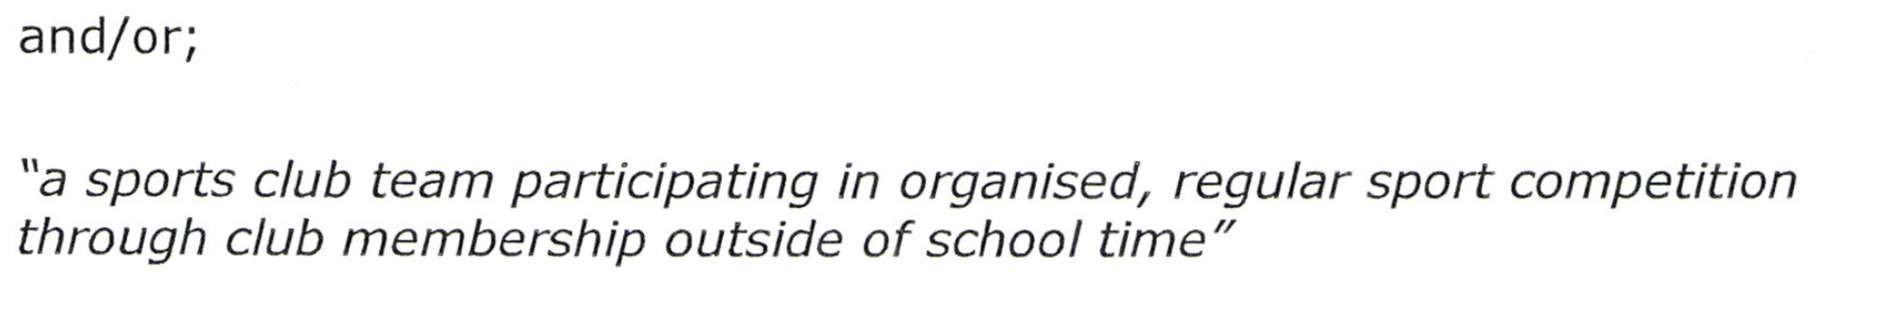 and/or;
"a sports club team participating in organised, regular sport competition
through club membership outside of school time"